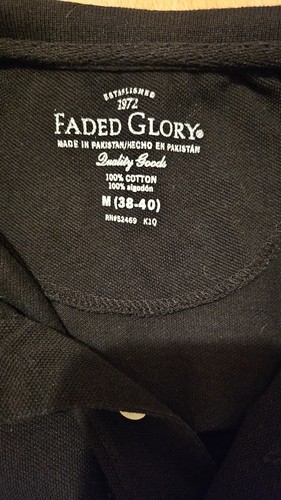 ESTABLISHED
1972
FADED GLORY®
MADE IN PAKISTAN/HECHO EN PAKISTÁN
Quality Goods
100% COTTON
100% algodón
M (38-40)
RN#52469 K1Q